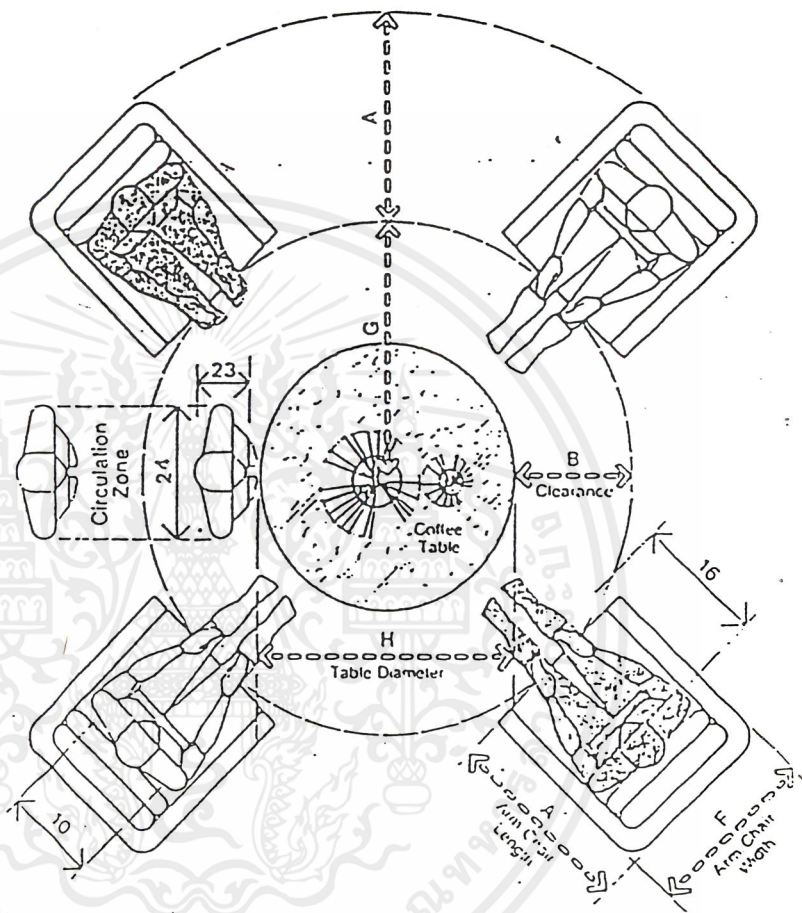 A
G
23
24
Circulation
Zone
B
Clearance
Coffee
Table
16
H
Table Diameter
10
A
Arm Chair
Length
F
Arm Chair
Width